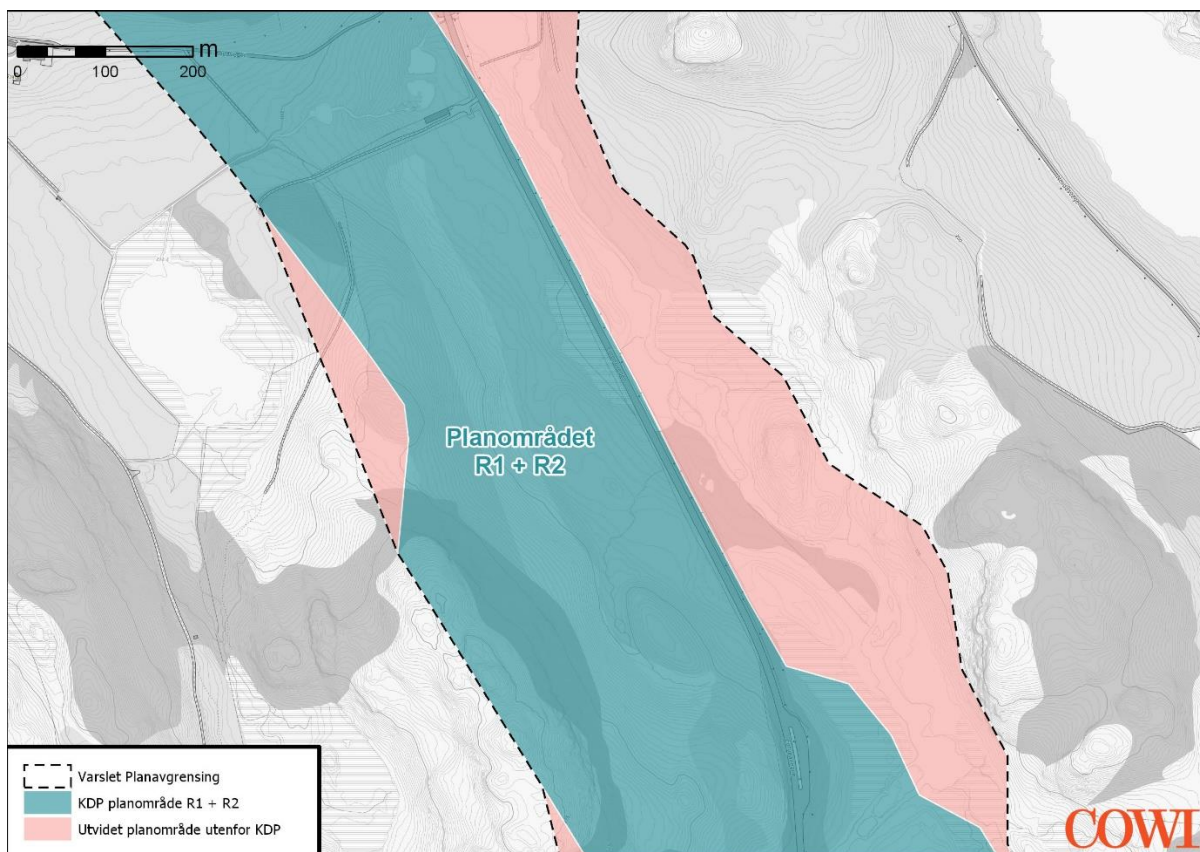 m
0 100 200
Planområdet
R1 + R2
Varslet Planavgrensing
KDP planområde R1 + R2
Utvidet planområde utenfor KDP
COWI